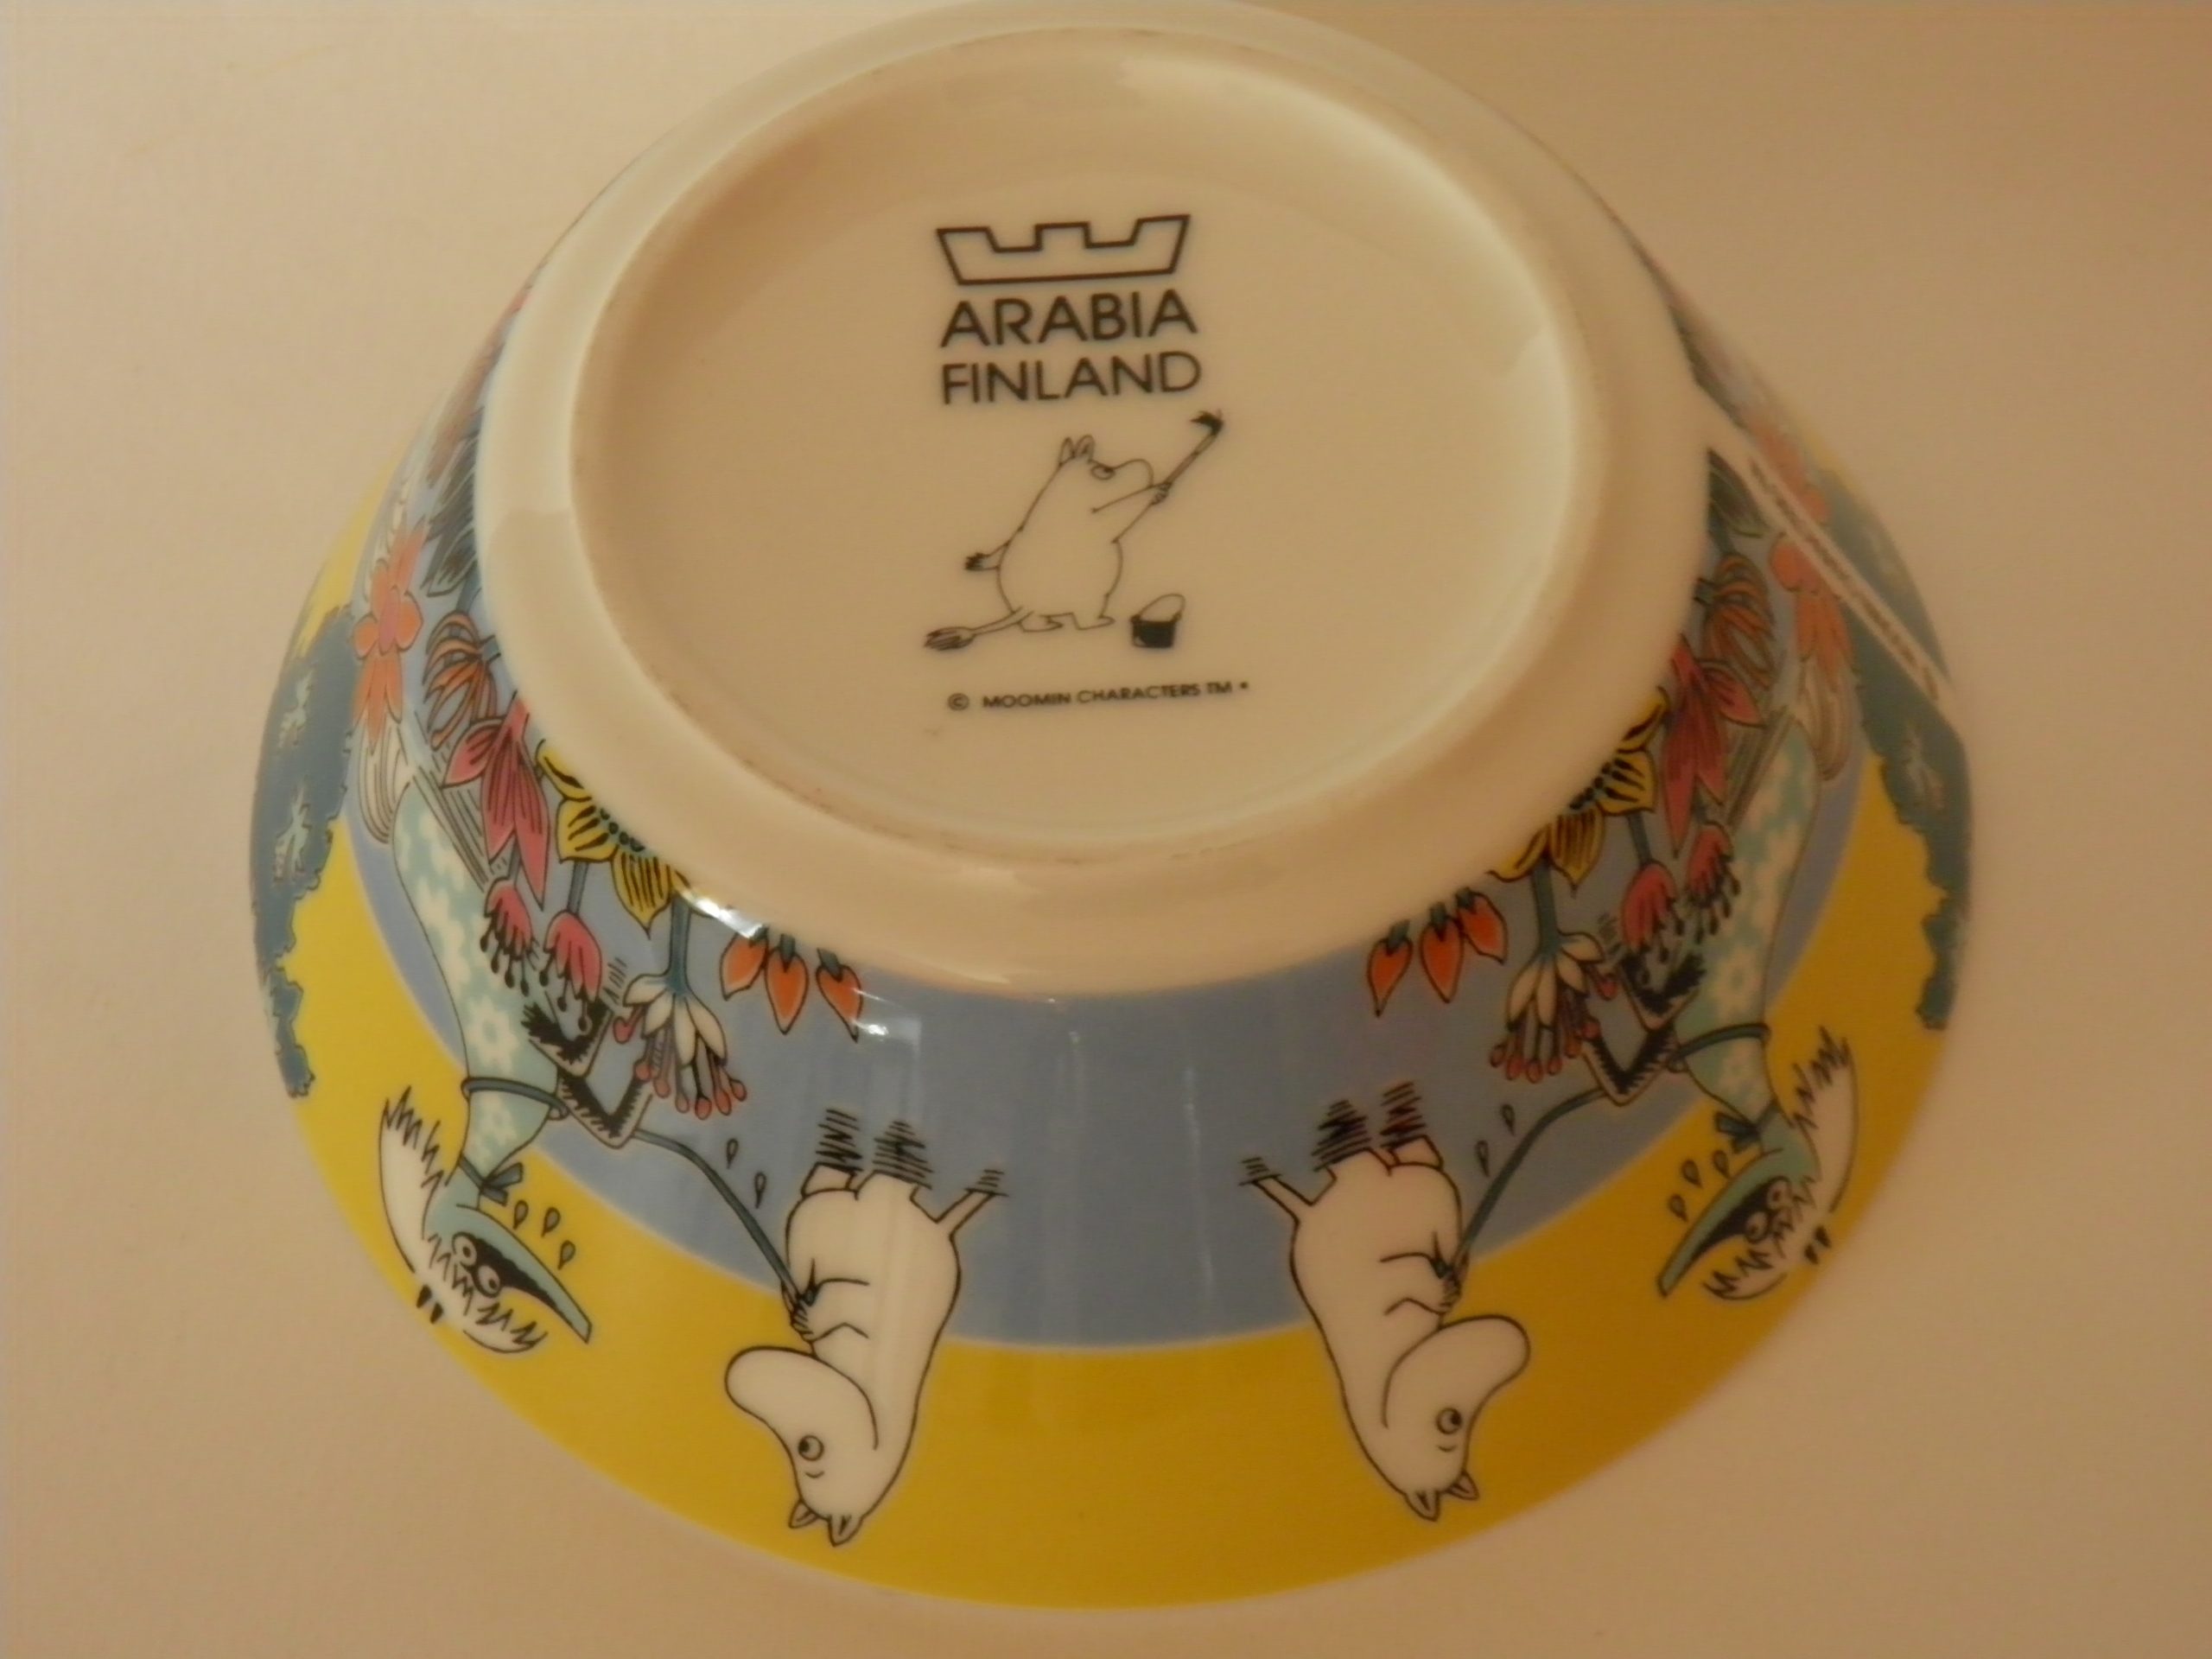 ARABIA
FINLAND
© MOOMIN CHARACTERS TM